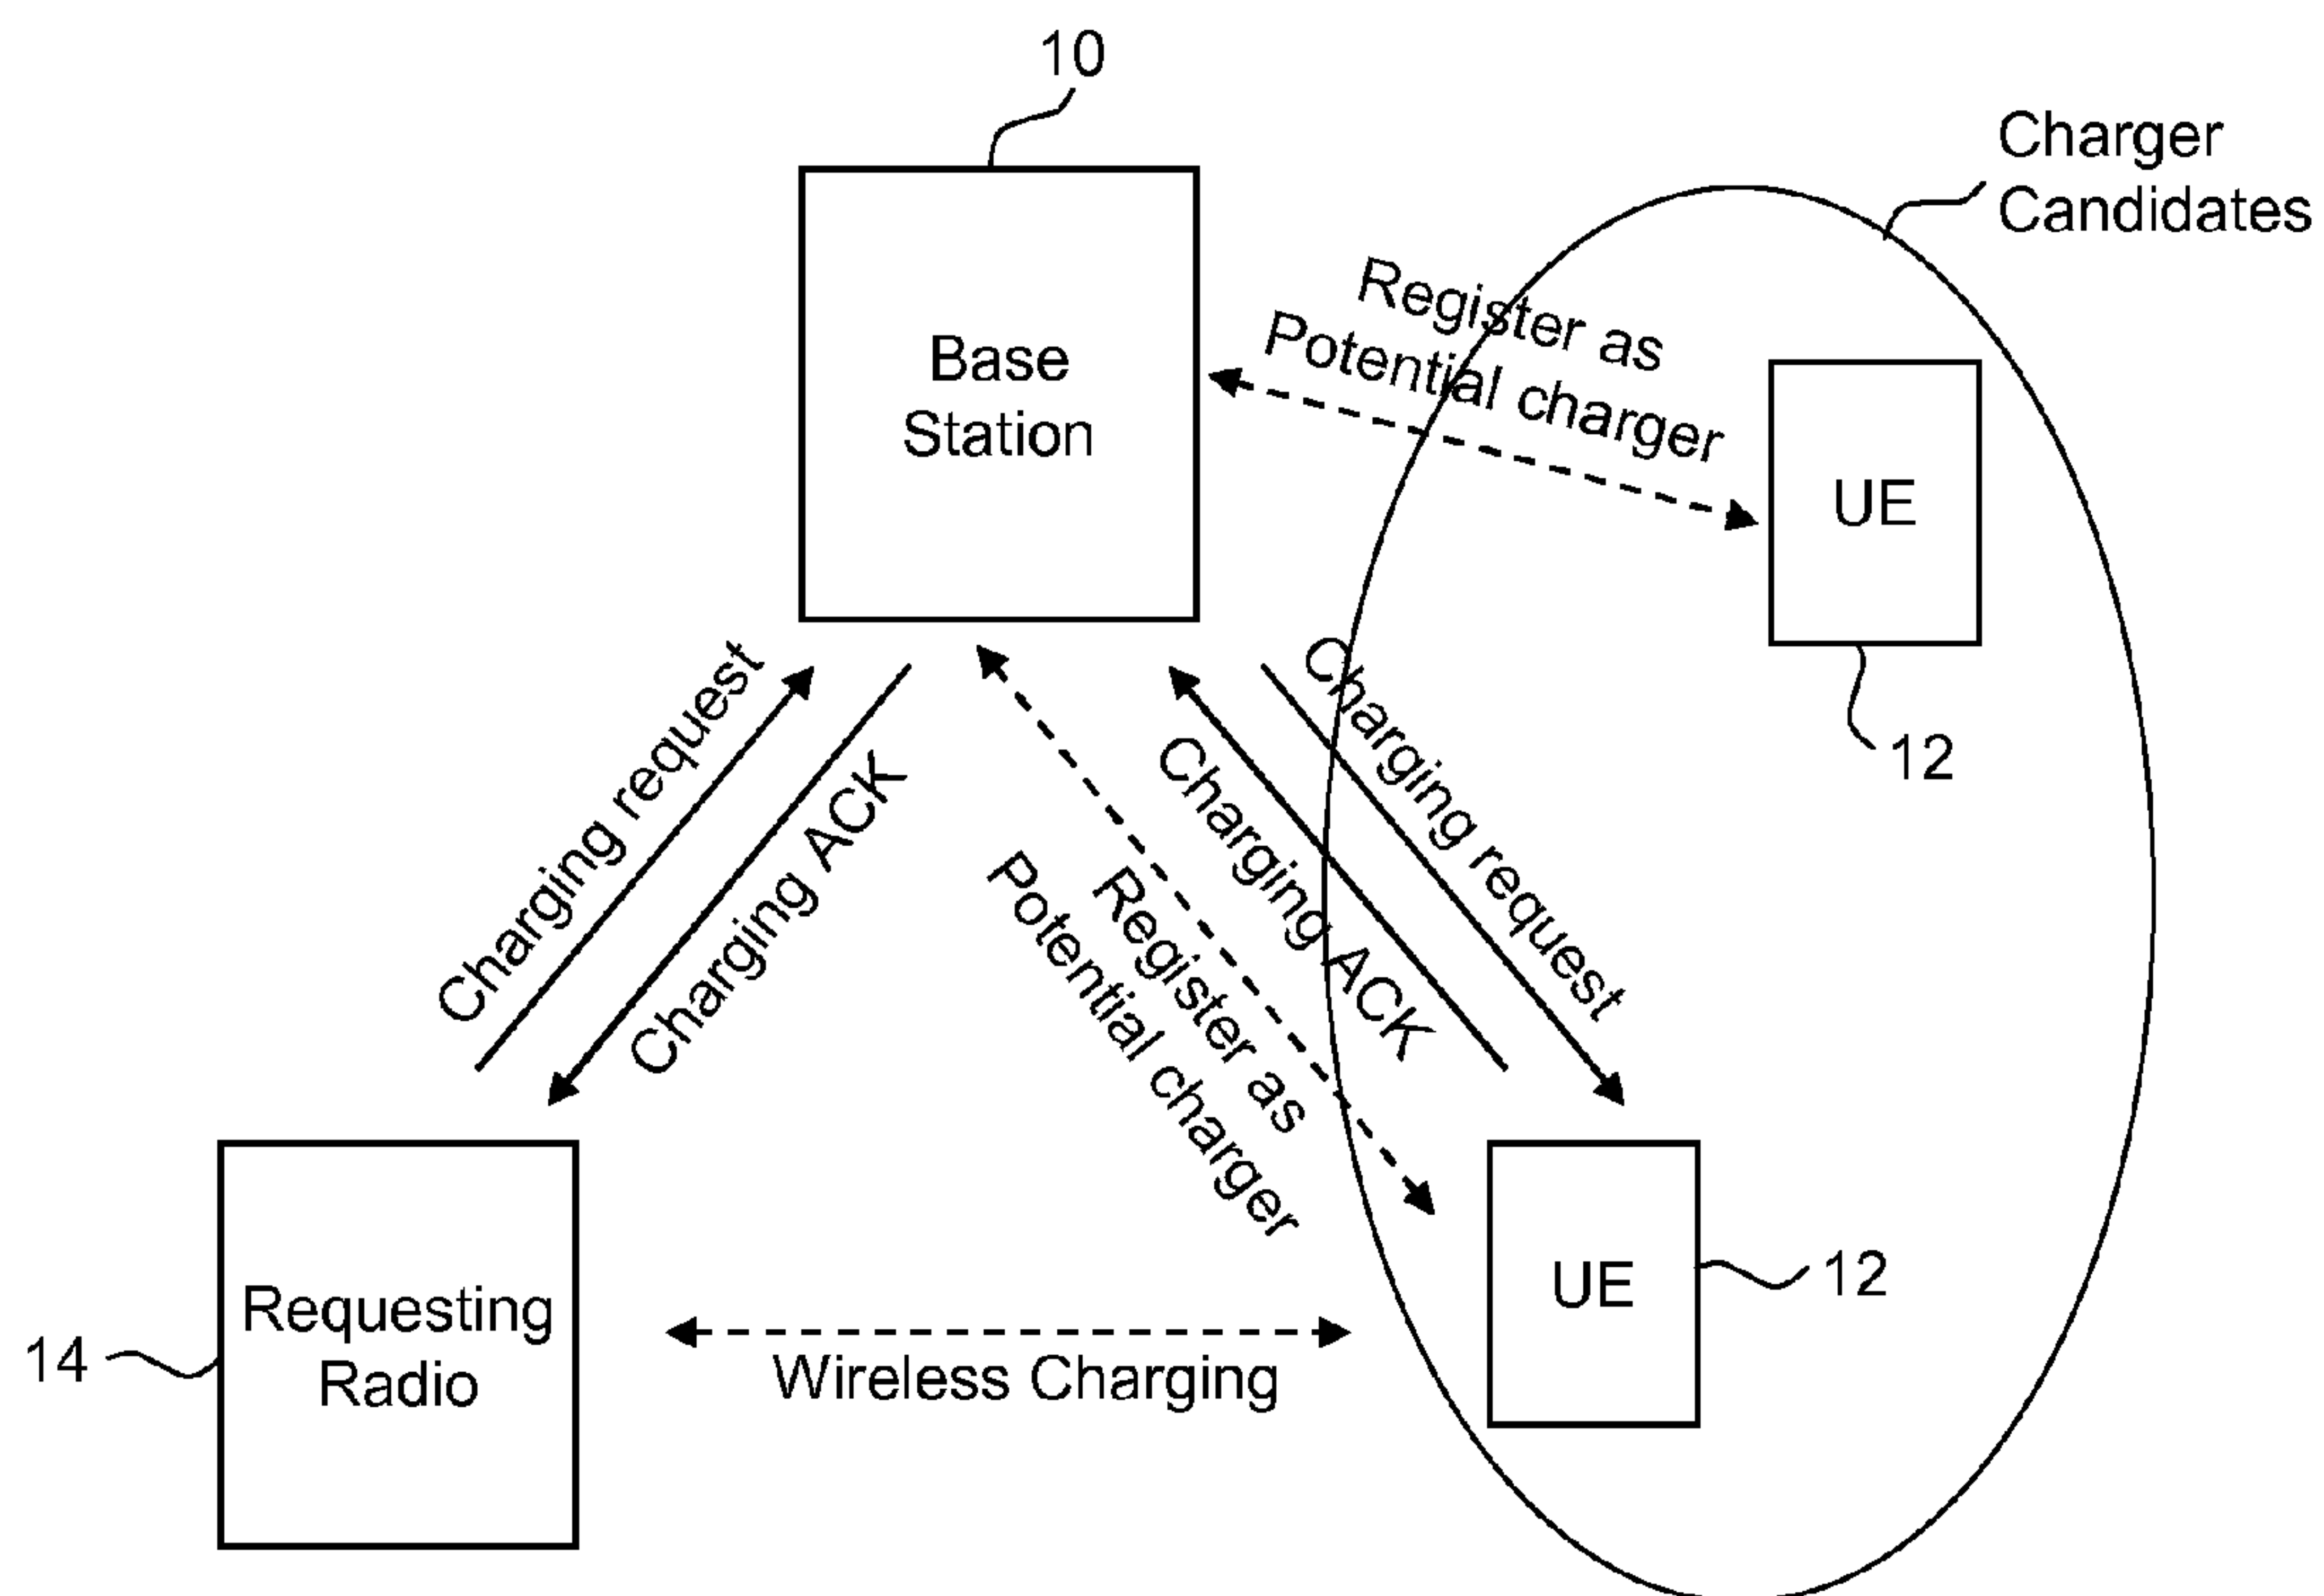 10
Charger
Candidates
Register as
Potential charger
Base
Station
UE
12
Charging request
Charging ACK
Register as
Potential charger
Charging ACK
Charging request
Requesting
Radio
14
Wireless Charging
UE
12